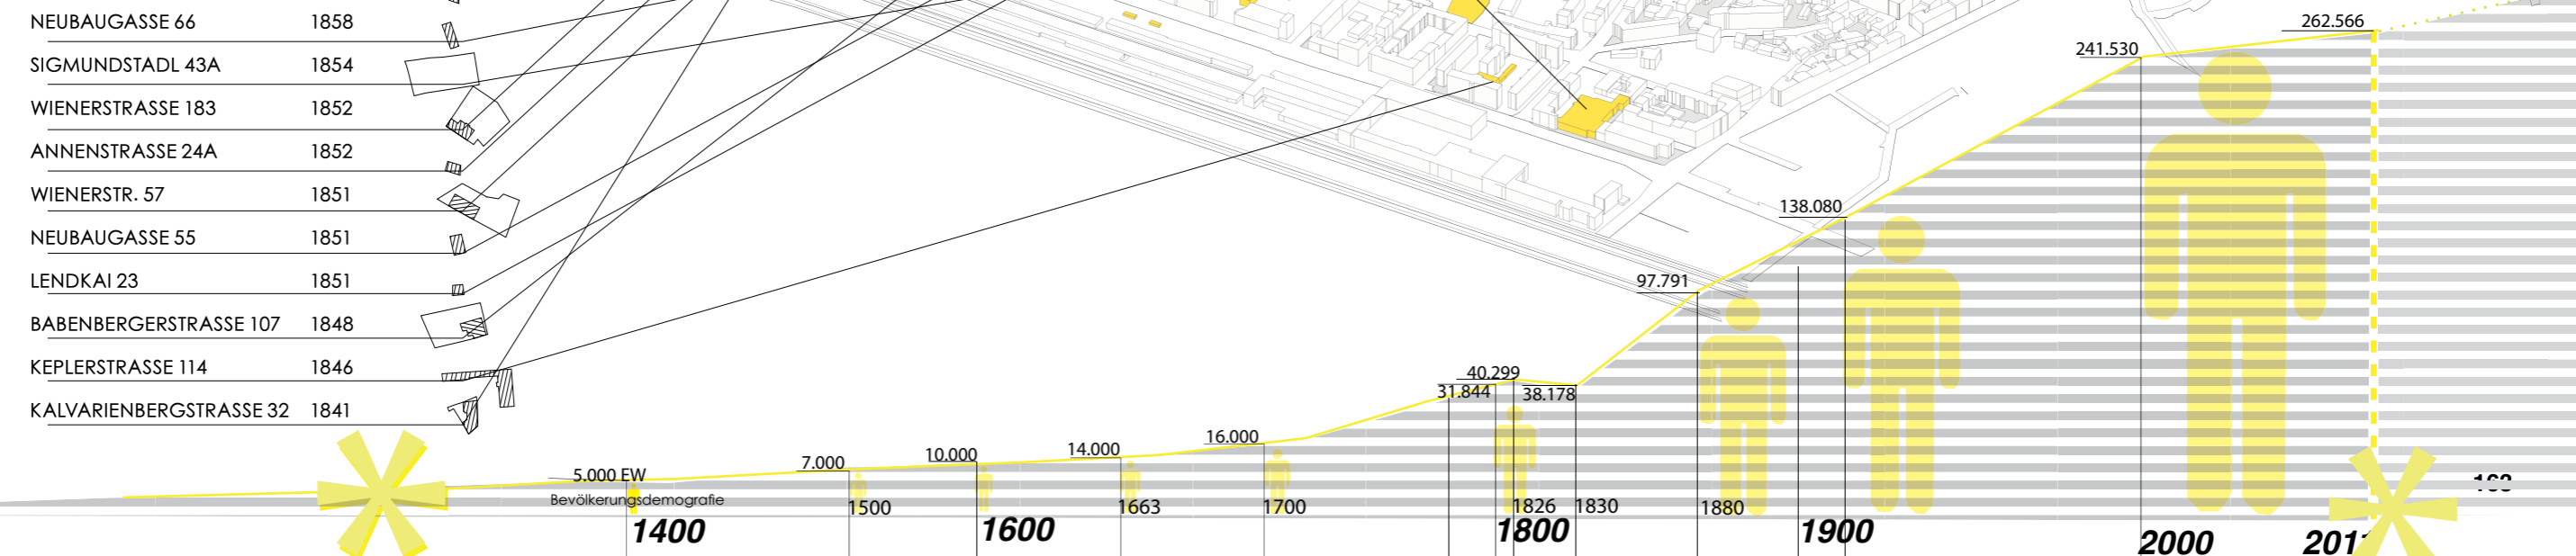 NEUBAUGASSE 66 1858
SIGMUNDSTADL 43A 1854
WIENERSTRASSE 183 1852
ANNENSTRASSE 24A 1852
WIENERSTR. 57 1851
NEUBAUGASSE 55 1851
LENDKAI 23 1851
BABENBERGERSTRASSE 107 1848
KEPLERSTRASSE 114 1846
KALVARIENBERGSTRASSE 32 1841
262.566
241.530
138.080
97.791
40.299
31.844
38.178
16.000
14.000
10.000
7.000
5.000 EW
Bevölkerungsdemografie
1500
1663
1700
1826
1830
1880
1400
1600
1800
1900
2000